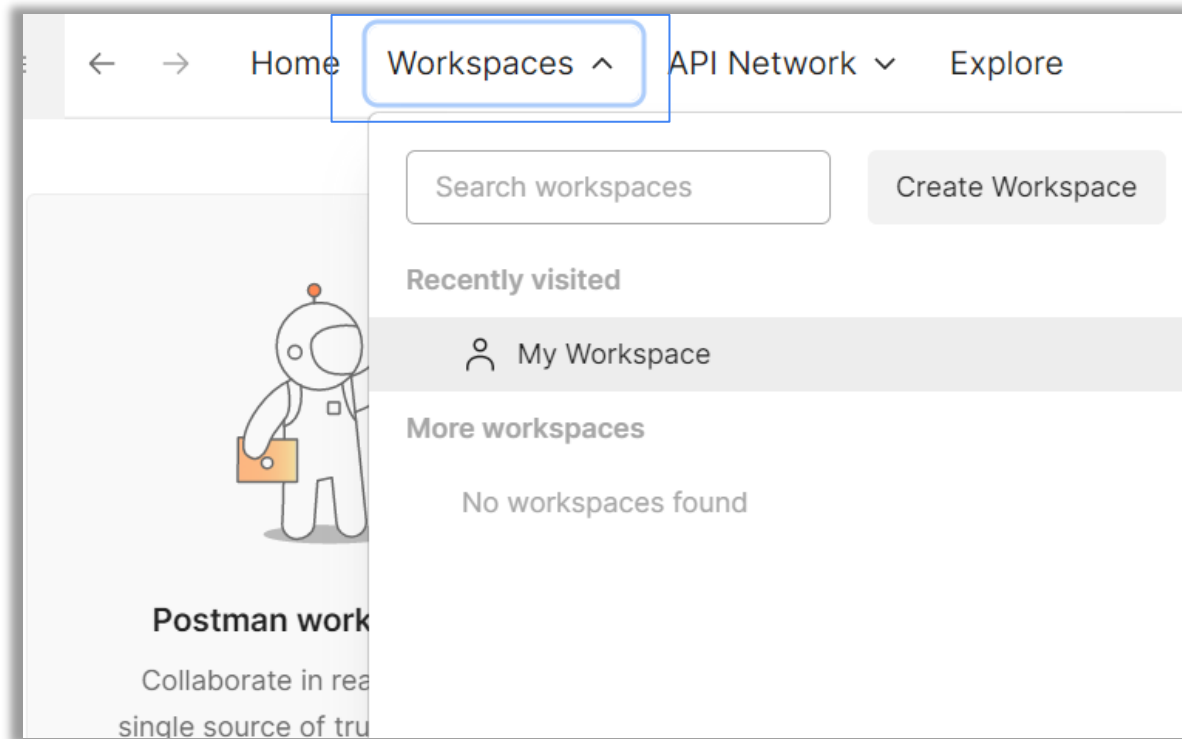 Home Workspaces API Network Explore
Search workspaces Create Workspace
Recently visited
My Workspace
More workspaces
No workspaces found
Postman work
Collaborate in rea
single source of tru